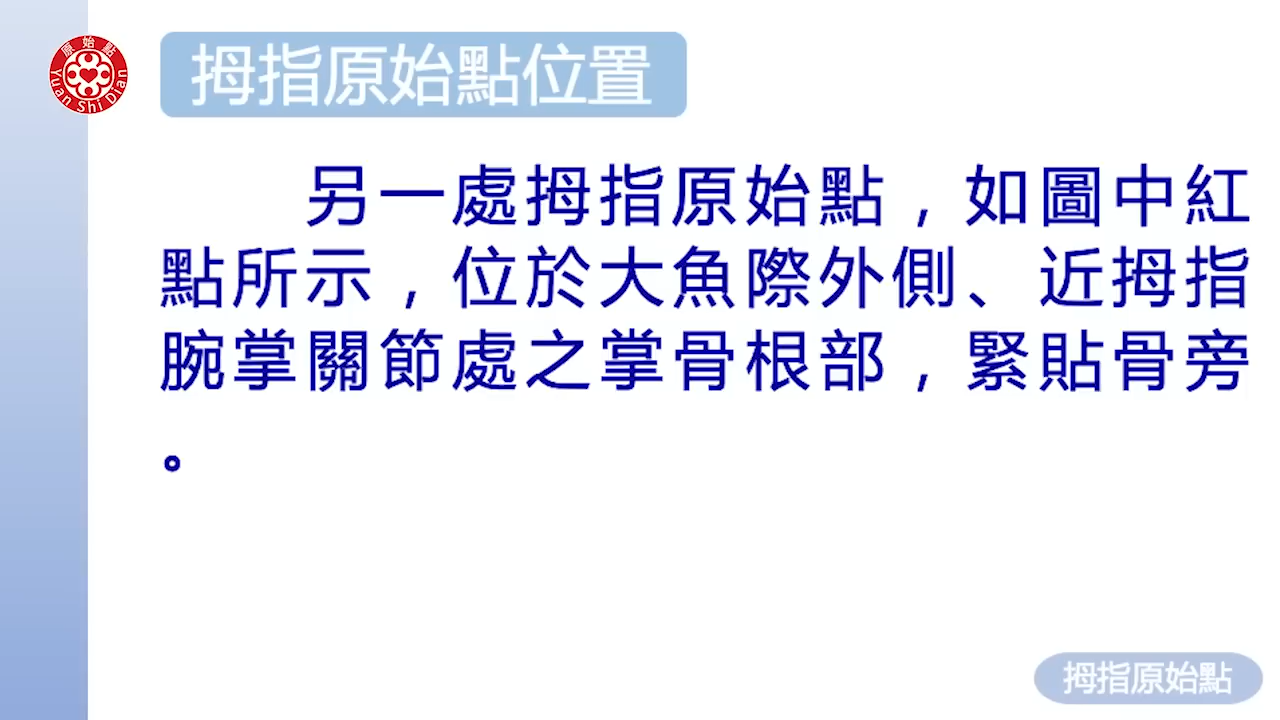 原始點
Yuan Shi Dian
拇指原始點位置
另一處拇指原始點，如圖中紅
點所示，位於大魚際外側、近拇指
腕掌關節處之掌骨根部，緊貼骨旁
。
拇指原始點